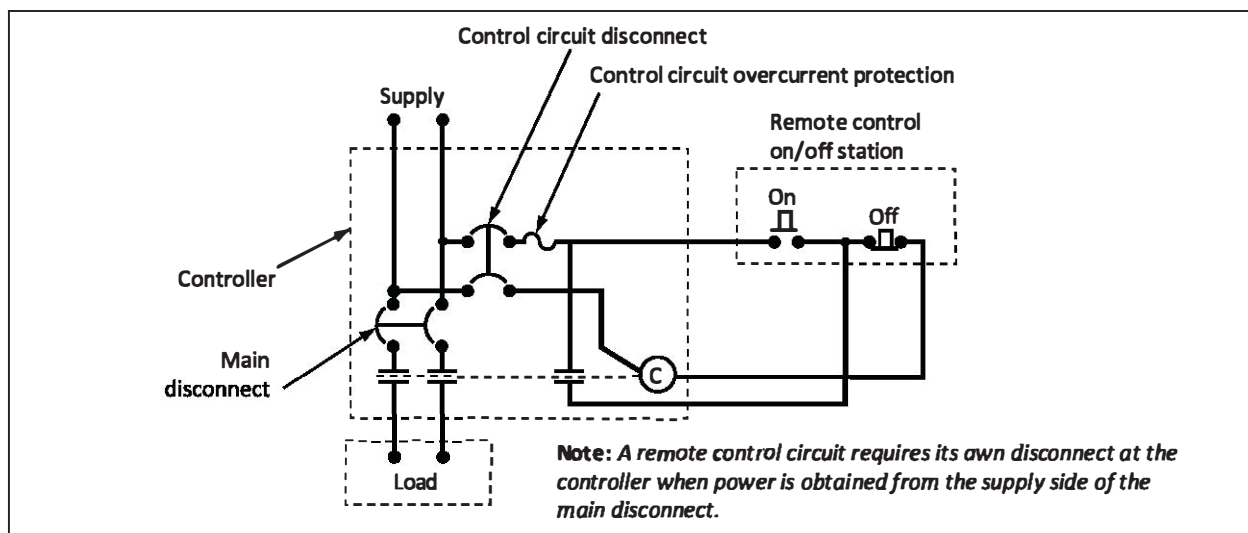 Control circuit disconnect
Control circuit overcurrent protection
Supply
Remote control
on/off station
On
Off
Controller
Main
disconnect
C
Load
Note: A remote control circuit requires its awn disconnect at the
controller when power is obtained from the supply side of the
main disconnect.